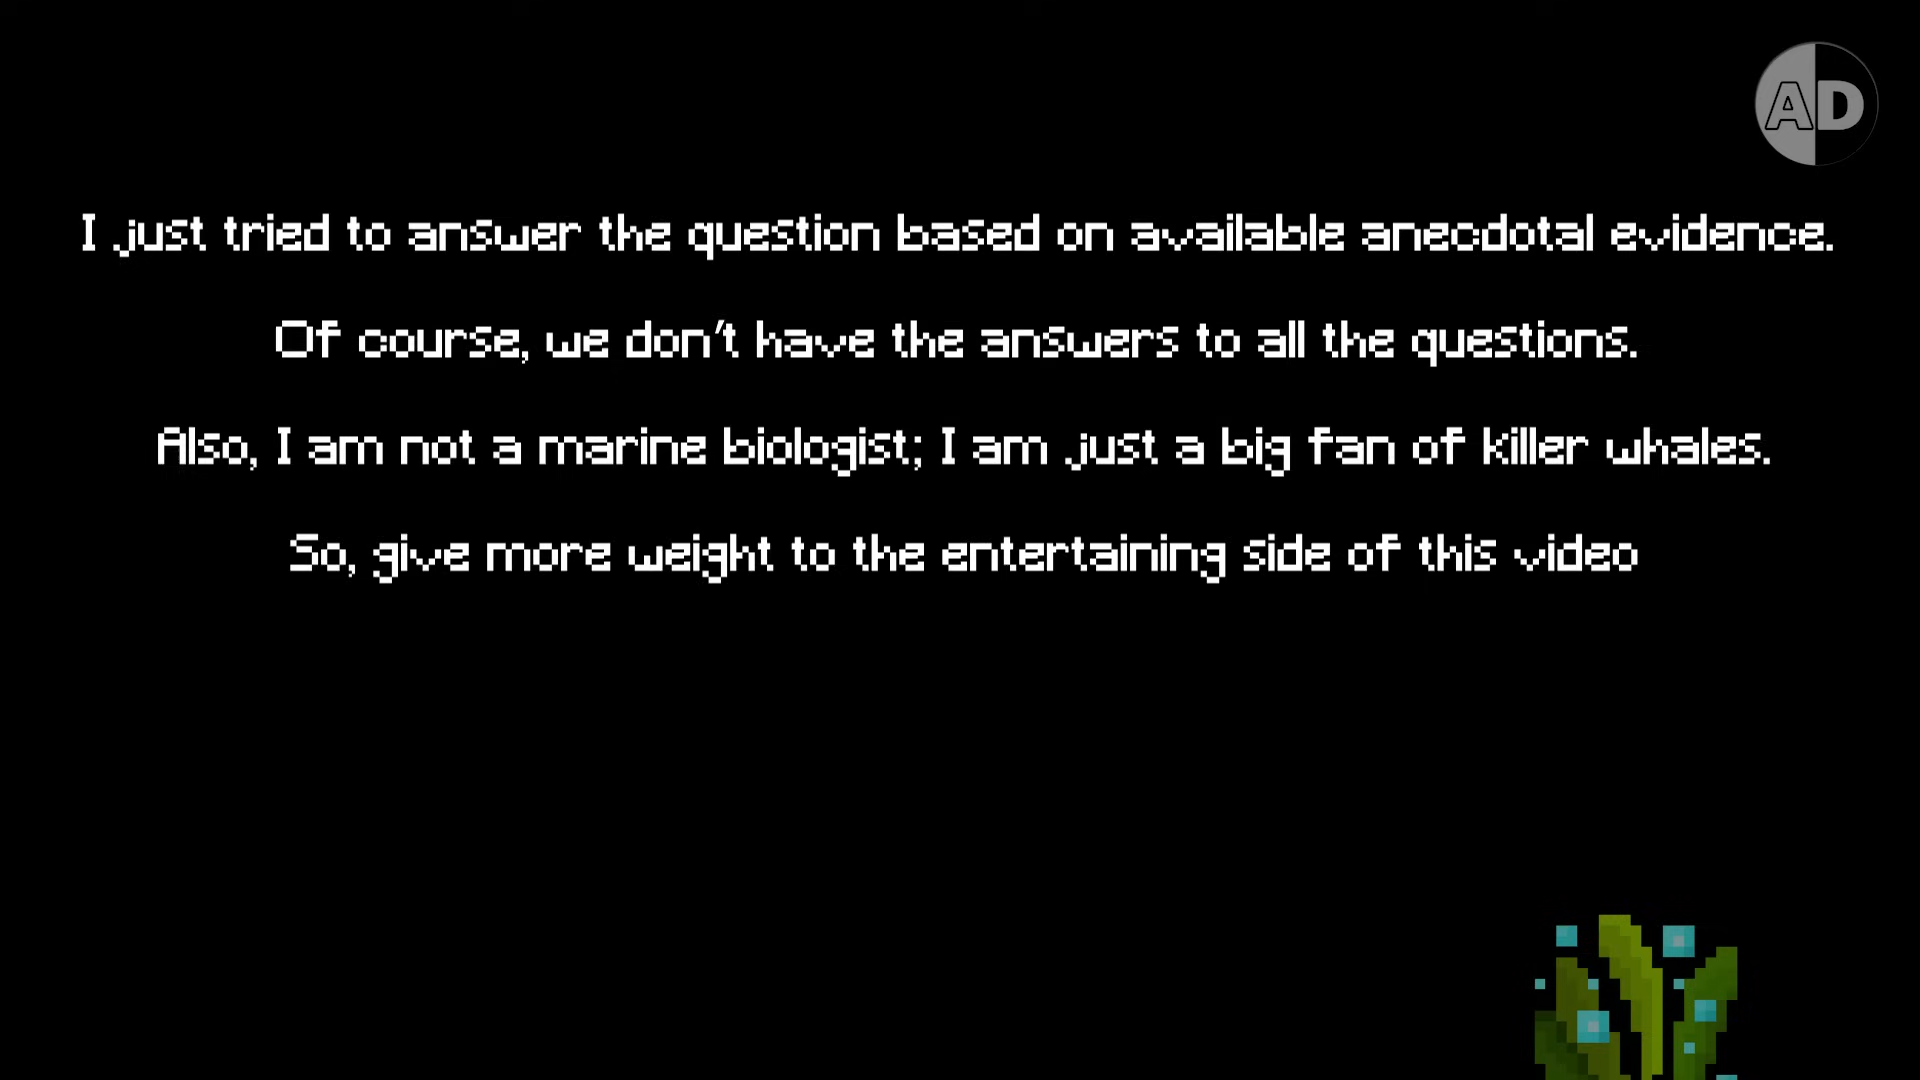 AD
I just tried to answer the question based on available anecdotal evidence.
Of course, we don't have the answers to all the questions.
Also, I am not a marine biologist; I am just a big fan of killer whales.
So, give more weight to the entertaining side of this video